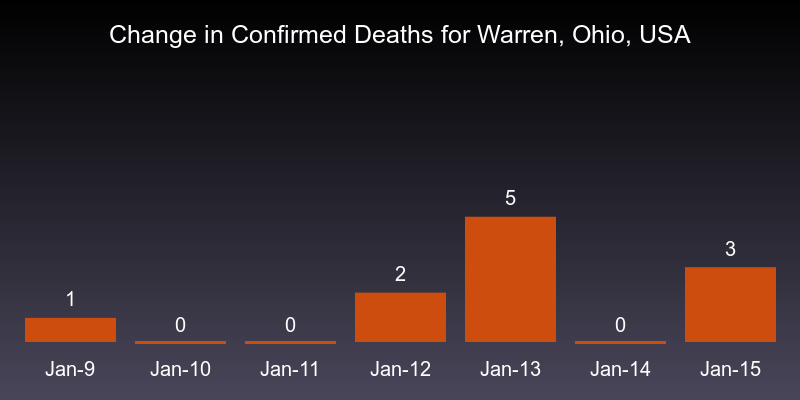 Change in Confirmed Deaths for Warren, Ohio, USA
1
0
0
2
5
0
3
Jan-9
Jan-10
Jan-11
Jan-12
Jan-13
Jan-14
Jan-15